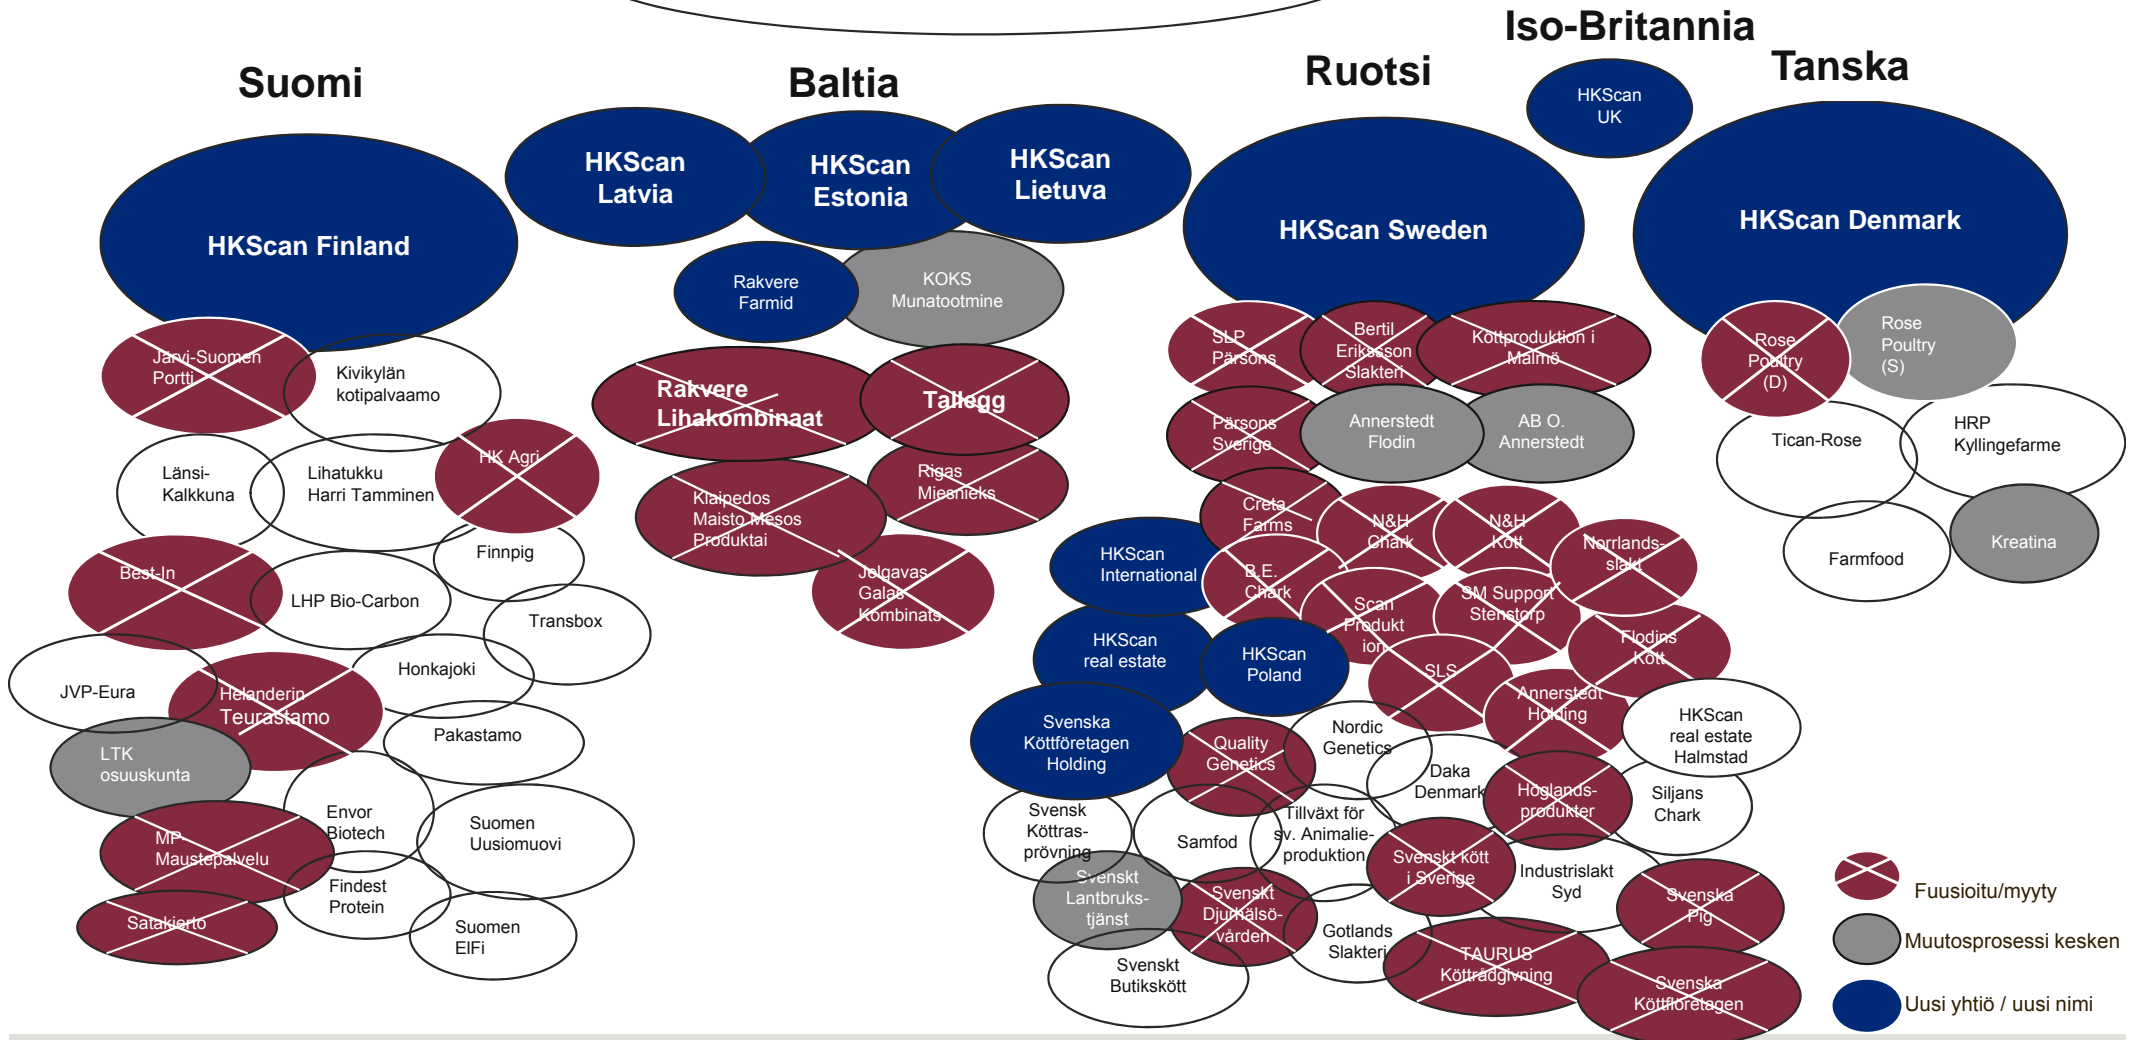 Suomi
Baltia
Ruotsi
Iso-Britannia
Tanska
HKScan
UK
HKScan Finland
HKScan
Latvia
HKScan
Estonia
HKScan
Lietuva
HKScan Sweden
HKScan Denmark
Järvi-Suomen
Portti
Kivikylän
kotipalvaamo
Länsi-
Kalkkuna
Lihatukku
Harri Tamminen
HK Agri
Finnpig
Best-In
LHP Bio-Carbon
Transbox
JVP-Eura
Honkajoki
Helanderin
Teurastamo
Pakastamo
LTK
osuuskunta
Envor
Biotech
Suomen
Uusiomuovi
MP-
Maustepalvelu
Findest
Protein
Satakierto
Suomen
ElFi
Rakvere
Farmid
KOKS
Munatootmine
Rakvere
Lihakombinaat
Tallegg
Klaipedos
Maisto Mesos
Produktai
Rigas
Miesnieks
Jelgavas
Galas
Kombinats
SLP
Pärsons
Bertil
Eriksson
Slakteri
Köttproduktion i
Malmö
Pärsons
Sverige
Annerstedt
Flodin
AB O.
Annerstedt
Creta
Farms
N&H
Chark
N&H
Kött
Norrlands-
slakt
HKScan
International
B.E.
Chark
Scan
Produkt
ion
SM Support
Stenstorp
Flodins
Kött
HKScan
real estate
HKScan
Poland
SLS
Annerstedt
Holding
HKScan
real estate
Halmstad
Svenska
Köttföretagen
Holding
Quality
Genetics
Nordic
Genetics
Daka
Denmark
Höglands-
produkter
Siljans
Chark
Svensk
Köttras-
prövning
Samfod
Tillväxt för
sv. Animalie-
produktion
Svenskt kött
i Sverige
Industrislakt
Syd
Svenska
Pig
Svenskt
Lantbruks-
tjänst
Svenskt
Djurhälso-
vården
Gotlands
Slakteri
Svenskt
Butikskött
TAURUS
Köttrådgivning
Svenska
Köttflöretagen
Rose
Poultry
(D)
Rose
Poultry
(S)
Tican-Rose
HRP
Kyllingefarme
Farmfood
Kreatina
Fuusioitu/myyty
Muutosprosessi kesken
Uusi yhtiö / uusi nimi